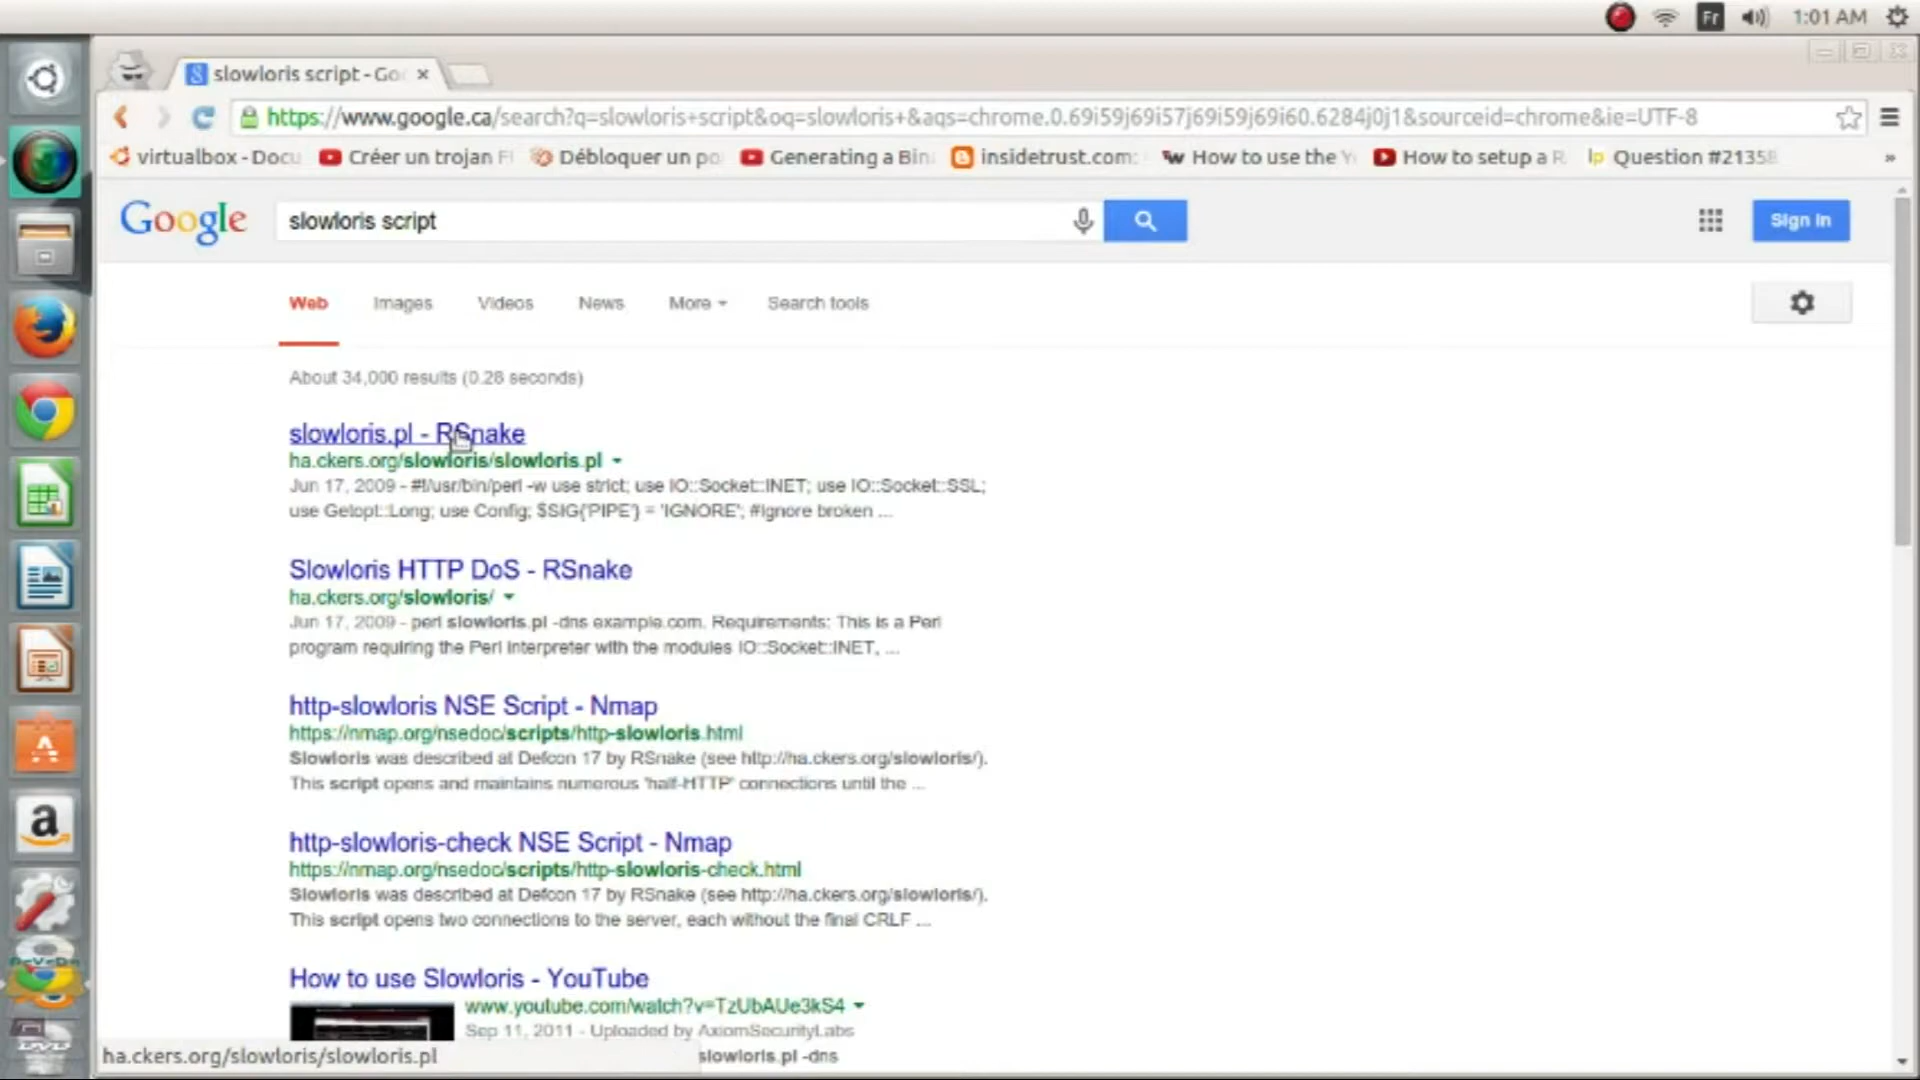 Fr 1:01 AM
slowloris script - Go
https://www.google.ca/search?q=slowloris+script&oq=slowloris+&aqs=chrome.0.69i59j69i57j69i59j69i60.6284j0j1&sourceid=chrome&ie=UTF-8
virtualbox - Docu Créer un trojan F Débloquer un po Generating a Bin insidetrust.com: How to use the Y How to setup a R Question #21358 »
Google slowloris script Sign in
Web Images Videos News More Search tools
About 34,000 results (0.28 seconds)
slowloris.pl - RSnake
ha.ckers.org/slowloris/slowloris.pl
Jun 17, 2009 - #!/usr/bin/perl -w use strict; use IO::Socket::INET; use IO::Socket::SSL;
use Getopt::Long; use Config; $SIG{'PIPE'} = 'IGNORE'; #Ignore broken ...
Slowloris HTTP DoS - RSnake
ha.ckers.org/slowloris/
Jun 17, 2009 - perl slowloris.pl -dns example.com. Requirements: This is a Perl
program requiring the Perl interpreter with the modules IO::Socket::INET, ...
http-slowloris NSE Script - Nmap
https://nmap.org/nsedoc/scripts/http-slowloris.html
Slowloris was described at Defcon 17 by RSnake (see http://ha.ckers.org/slowloris/).
This script opens and maintains numerous 'half-HTTP' connections until the ...
http-slowloris-check NSE Script - Nmap
https://nmap.org/nsedoc/scripts/http-slowloris-check.html
Slowloris was described at Defcon 17 by RSnake (see http://ha.ckers.org/slowloris/).
This script opens two connections to the server, each without the final CRLF ...
How to use Slowloris - YouTube
www.youtube.com/watch?v=TzUbAUe3kS4
Sep 11, 2011 - Uploaded by AxiomSecurityLabs
slowloris.pl -dns
ha.ckers.org/slowloris/slowloris.pl